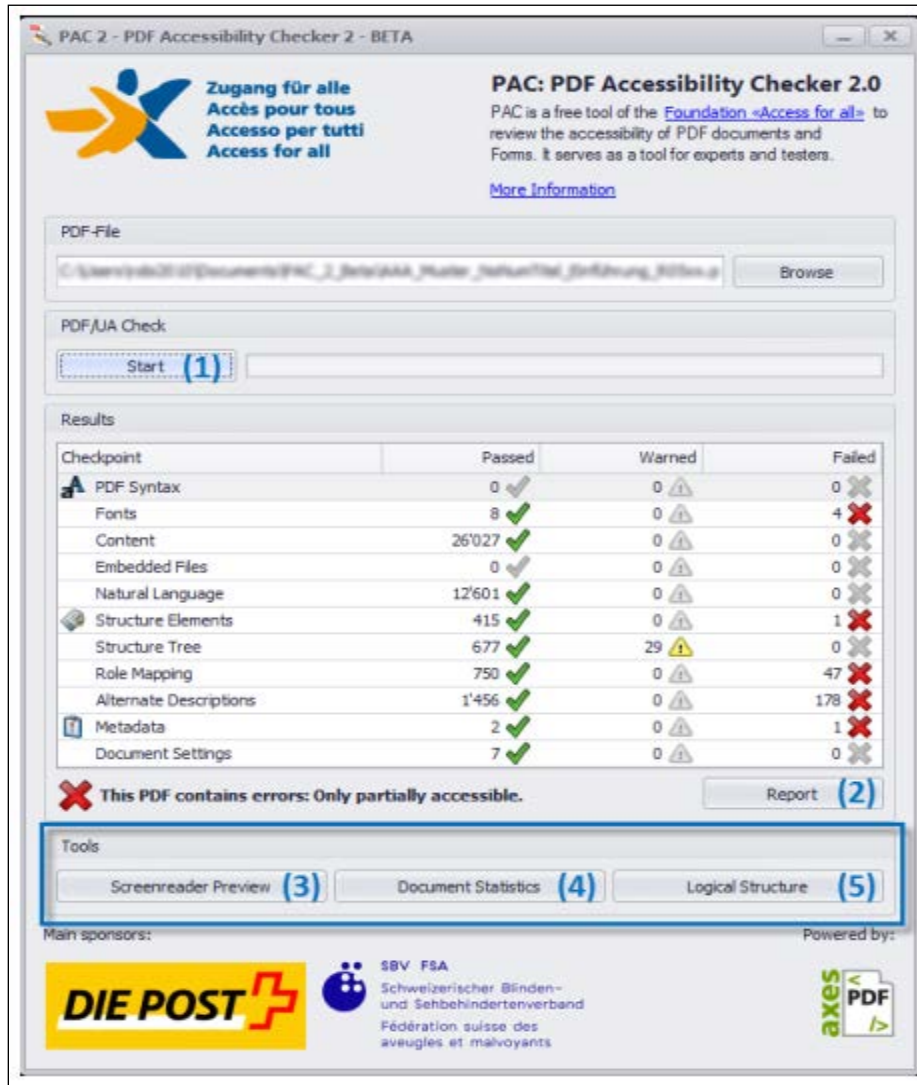 PAC 2 - PDF Accessibility Checker 2 - BETA
Zugang für alle
Accès pour tous
Accesso per tutti
Access for all
PAC: PDF Accessibility Checker 2.0
PAC is a free tool of the Foundation «Access for all» to
review the accessibility of PDF documents and
Forms. It serves as a tool for experts and testers.
More Information
PDF-File
Browse
PDF/UA Check
Start (1)
Results
Checkpoint Passed Warned Failed
PDF Syntax 0 0 0
Fonts 8 0 4
Content 26'027 0 0
Embedded Files 0 0 0
Natural Language 12'601 0 0
Structure Elements 415 0 1
Structure Tree 677 29 0
Role Mapping 750 0 47
Alternate Descriptions 1'456 0 178
Metadata 2 0 1
Document Settings 7 0 0
This PDF contains errors: Only partially accessible.
Report (2)
Tools
Screenreader Preview (3) Document Statistics (4) Logical Structure (5)
Main sponsors: Powered by:
DIE POST
SBV FSA
Schweizerischer Blinden-
und Sehbehindertenverband
Fédération suisse des
aveugles et malvoyants
axes
<
PDF
/>